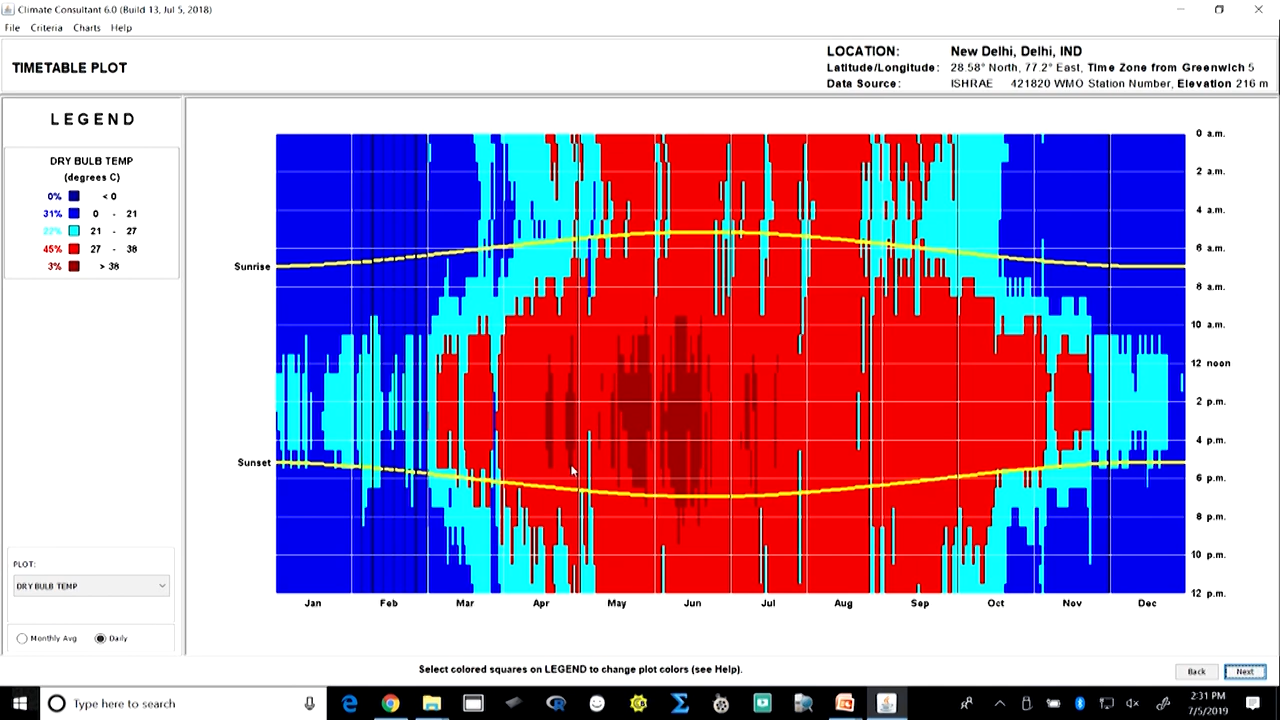 Climate Consultant 6.0 (Build 13, Jul 5, 2018)
File Criteria Charts Help
TIMETABLE PLOT
LOCATION: New Delhi, Delhi, IND
Latitude/Longitude: 28.58° North, 77.2° East, Time Zone from Greenwich 5
Data Source: ISHRAE 421820 WMO Station Number, Elevation 216 m
LEGEND
DRY BULB TEMP
(degrees C)
0% < 0
31% 0 - 21
21 - 27
45% 27 - 38
3% > 38
0 a.m.
2 a.m.
4 a.m.
6 a.m.
Sunrise
8 a.m.
10 a.m.
12 noon
2 p.m.
4 p.m.
Sunset
6 p.m.
8 p.m.
10 p.m.
12 p.m.
Jan Feb Mar Apr May Jun Jul Aug Sep Oct Nov Dec
PLOT:
DRY BULB TEMP
Monthly Avg Daily
Select colored squares on LEGEND to change plot colors (see Help).
Back Next
Type here to search
2:31 PM
7/5/2019